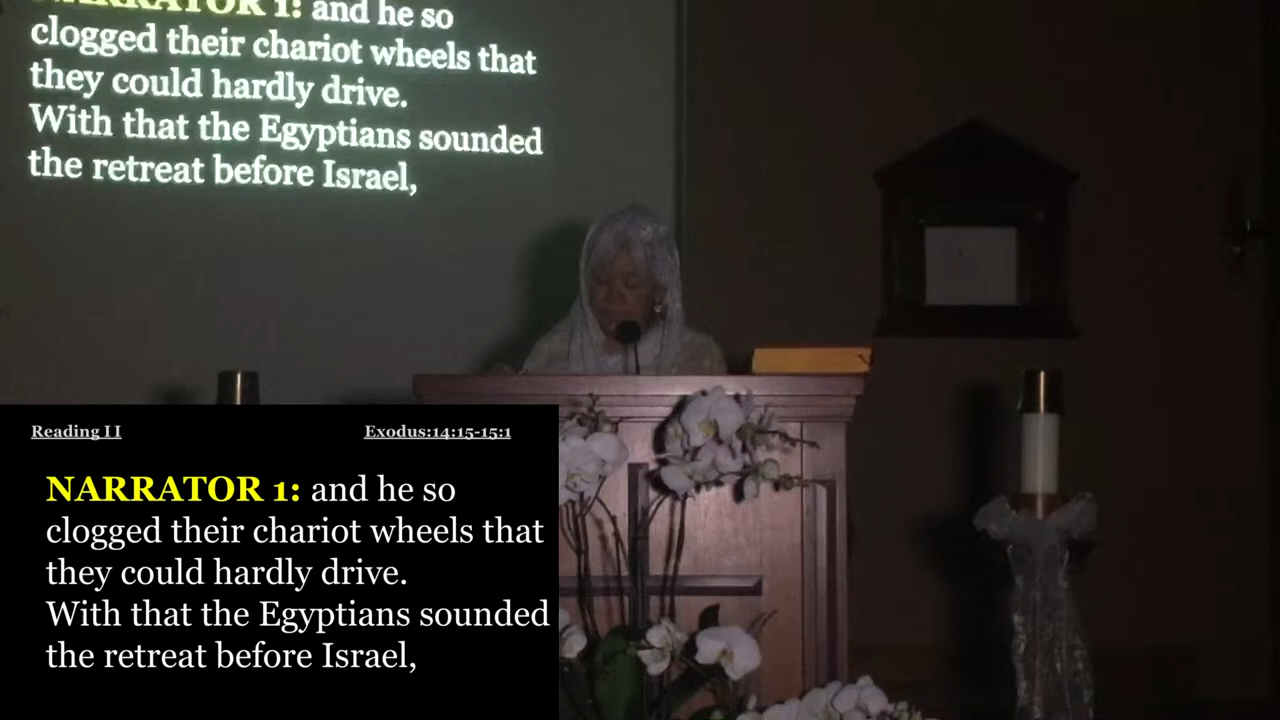 NARRATOR 1: and he so
clogged their chariot wheels that
they could hardly drive.
With that the Egyptians sounded
the retreat before Israel,
Reading II
Exodus:14:15-15:1
NARRATOR 1: and he so
clogged their chariot wheels that
they could hardly drive.
With that the Egyptians sounded
the retreat before Israel,